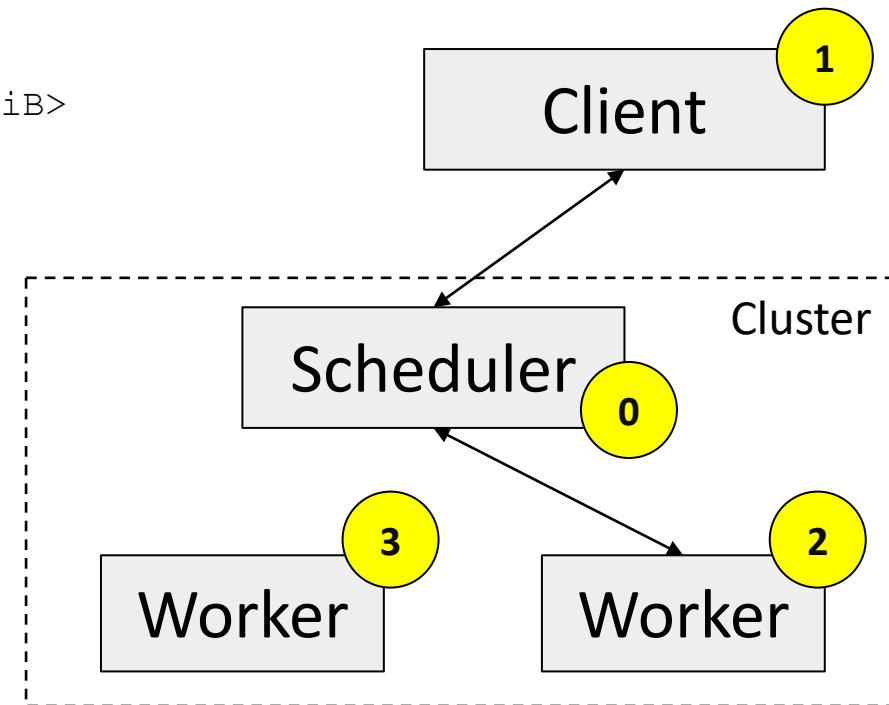 1
iB>
Client
Cluster
Scheduler
0
3
2
Worker
Worker